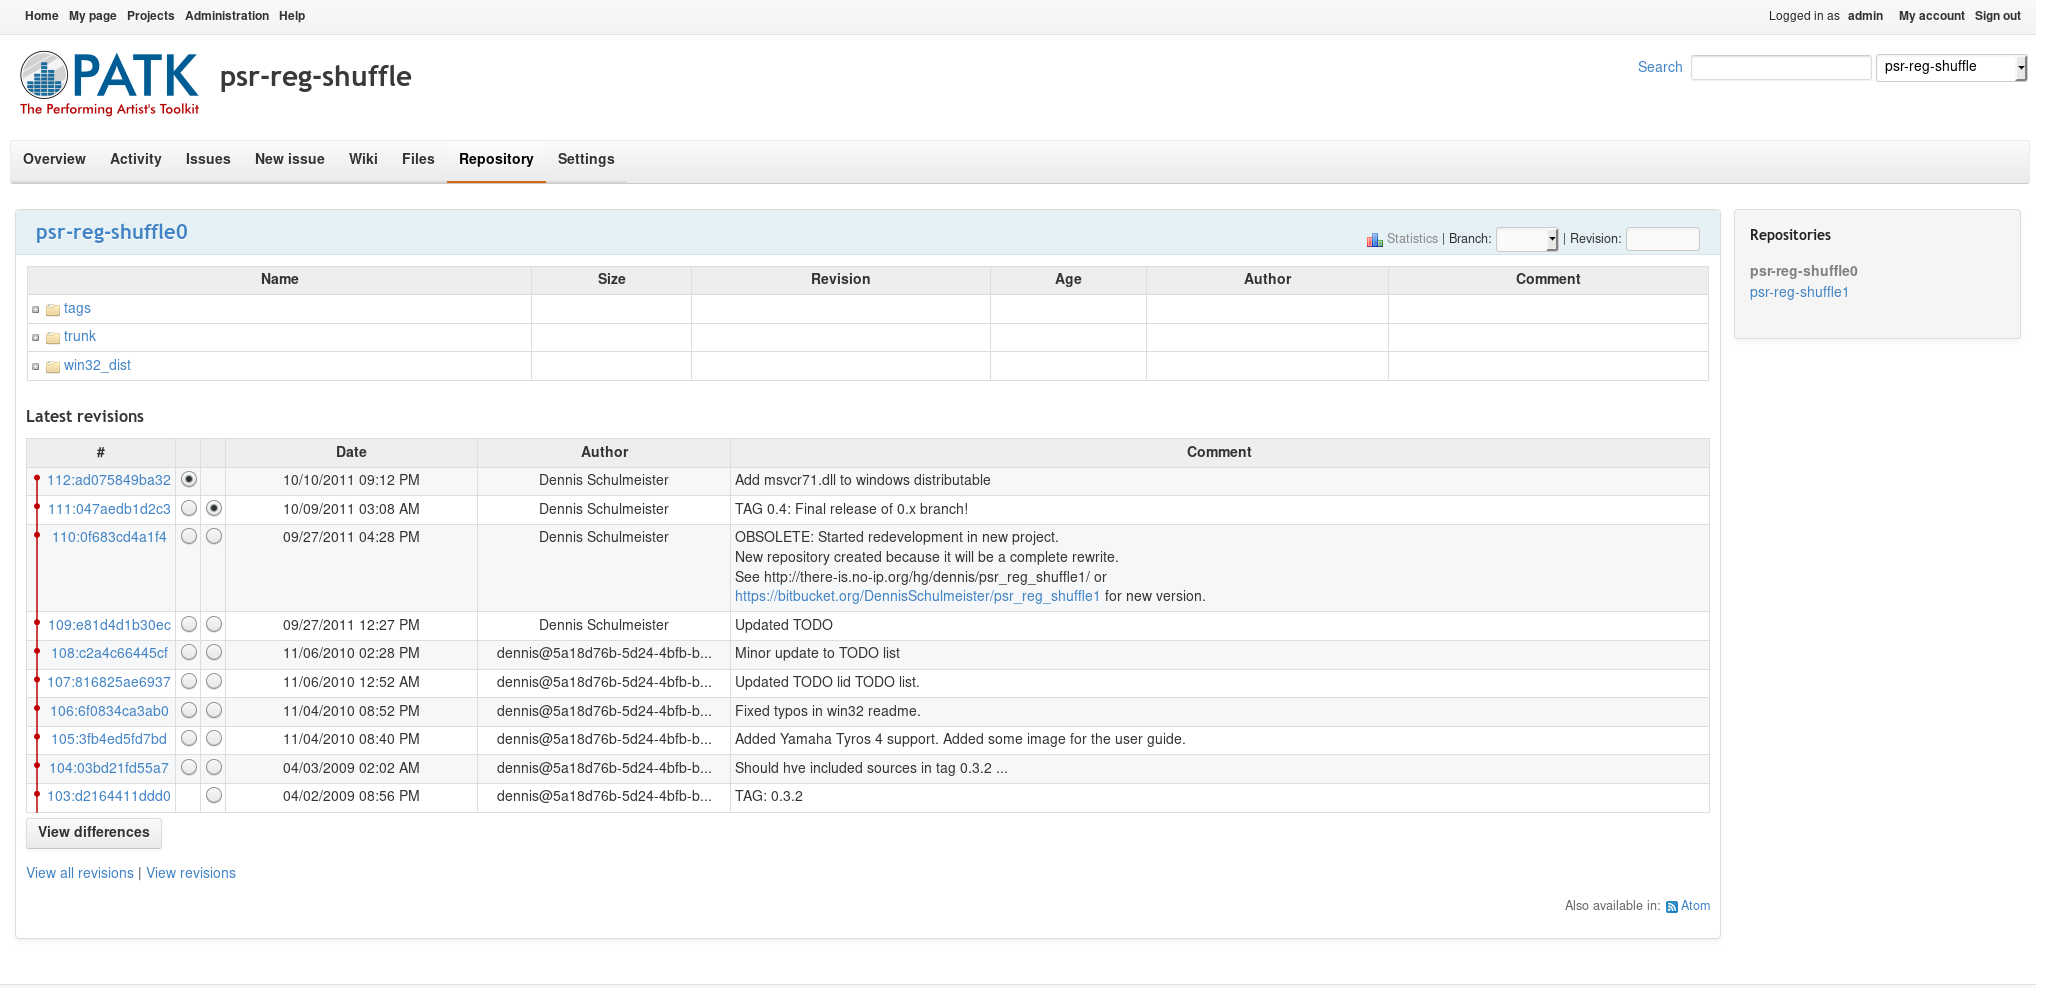 Home My page Projects Administration Help Logged in as admin My account Sign out
PATK
The Performing Artist's Toolkit
psr-reg-shuffle
Search psr-reg-shuffle
Overview Activity Issues New issue Wiki Files Repository Settings
psr-reg-shuffle0
Statistics | Branch: | Revision:
Name Size Revision Age Author Comment
tags
trunk
win32_dist
Latest revisions
# Date Author Comment
112:ad075849ba32 10/10/2011 09:12 PM Dennis Schulmeister Add msvcr71.dll to windows distributable
111:047aedb1d2c3 10/09/2011 03:08 AM Dennis Schulmeister TAG 0.4: Final release of 0.x branch!
110:0f683cd4a1f4 09/27/2011 04:28 PM Dennis Schulmeister OBSOLETE: Started redevelopment in new project.
New repository created because it will be a complete rewrite.
See http://there-is.no-ip.org/hg/dennis/psr_reg_shuffle1/ or
https://bitbucket.org/DennisSchulmeister/psr_reg_shuffle1 for new version.
109:e81d4d1b30ec 09/27/2011 12:27 PM Dennis Schulmeister Updated TODO
108:c2a4c66445cf 11/06/2010 02:28 PM dennis@5a18d76b-5d24-4bfb-b... Minor update to TODO list
107:816825ae6937 11/06/2010 12:52 AM dennis@5a18d76b-5d24-4bfb-b... Updated TODO lid TODO list.
106:6f0834ca3ab0 11/04/2010 08:52 PM dennis@5a18d76b-5d24-4bfb-b... Fixed typos in win32 readme.
105:3fb4ed5fd7bd 11/04/2010 08:40 PM dennis@5a18d76b-5d24-4bfb-b... Added Yamaha Tyros 4 support. Added some image for the user guide.
104:03bd21fd55a7 04/03/2009 02:02 AM dennis@5a18d76b-5d24-4bfb-b... Should hve included sources in tag 0.3.2 ...
103:d2164411ddd0 04/02/2009 08:56 PM dennis@5a18d76b-5d24-4bfb-b... TAG: 0.3.2
View differences
View all revisions | View revisions
Also available in: Atom
Repositories
psr-reg-shuffle0
psr-reg-shuffle1